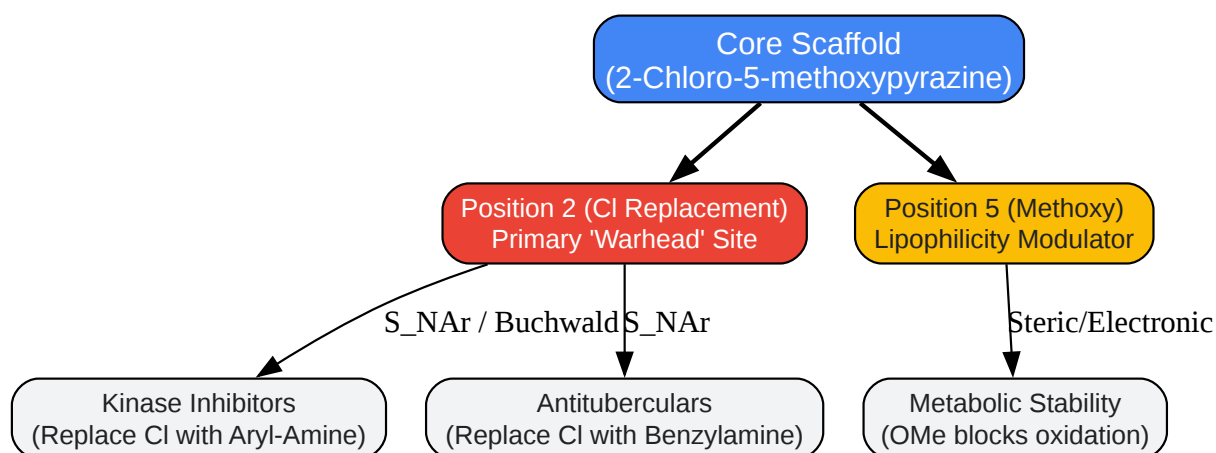 Core Scaffold
(2-Chloro-5-methoxypyrazine)
Position 2 (Cl Replacement)
Primary 'Warhead' Site
Position 5 (Methoxy)
Lipophilicity Modulator
S_NAr / Buchwald
S_NAr
Steric/Electronic
Kinase Inhibitors
(Replace Cl with Aryl-Amine)
Antituberculars
(Replace Cl with Benzylamine)
Metabolic Stability
(OMe blocks oxidation)